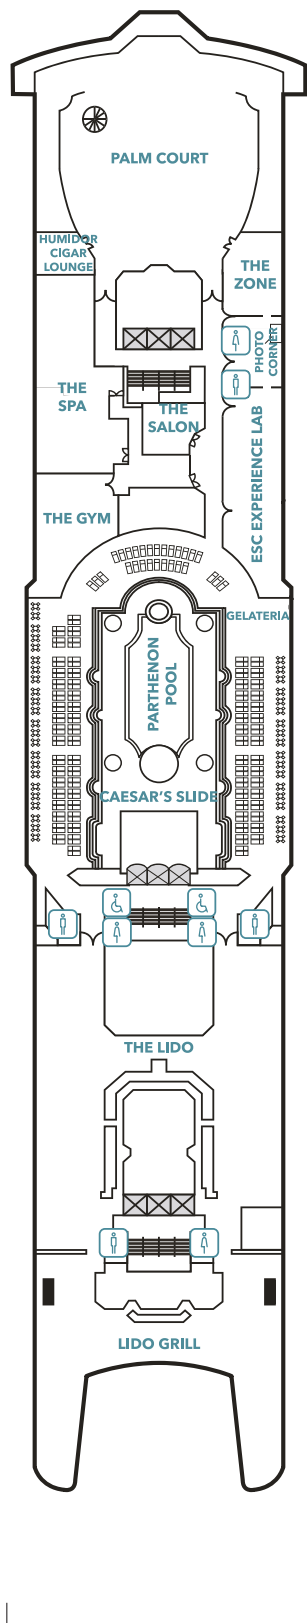 PALM COURT
HUMIDOR
CIGAR
LOUNGE
THE
ZONE
PHOTO
CORNER
THE
SPA
THE
SALON
ESC EXPERIENCE LAB
THE GYM
GELATERIA
PARTHENON
POOL
CAESAR'S SLIDE
THE LIDO
LIDO GRILL